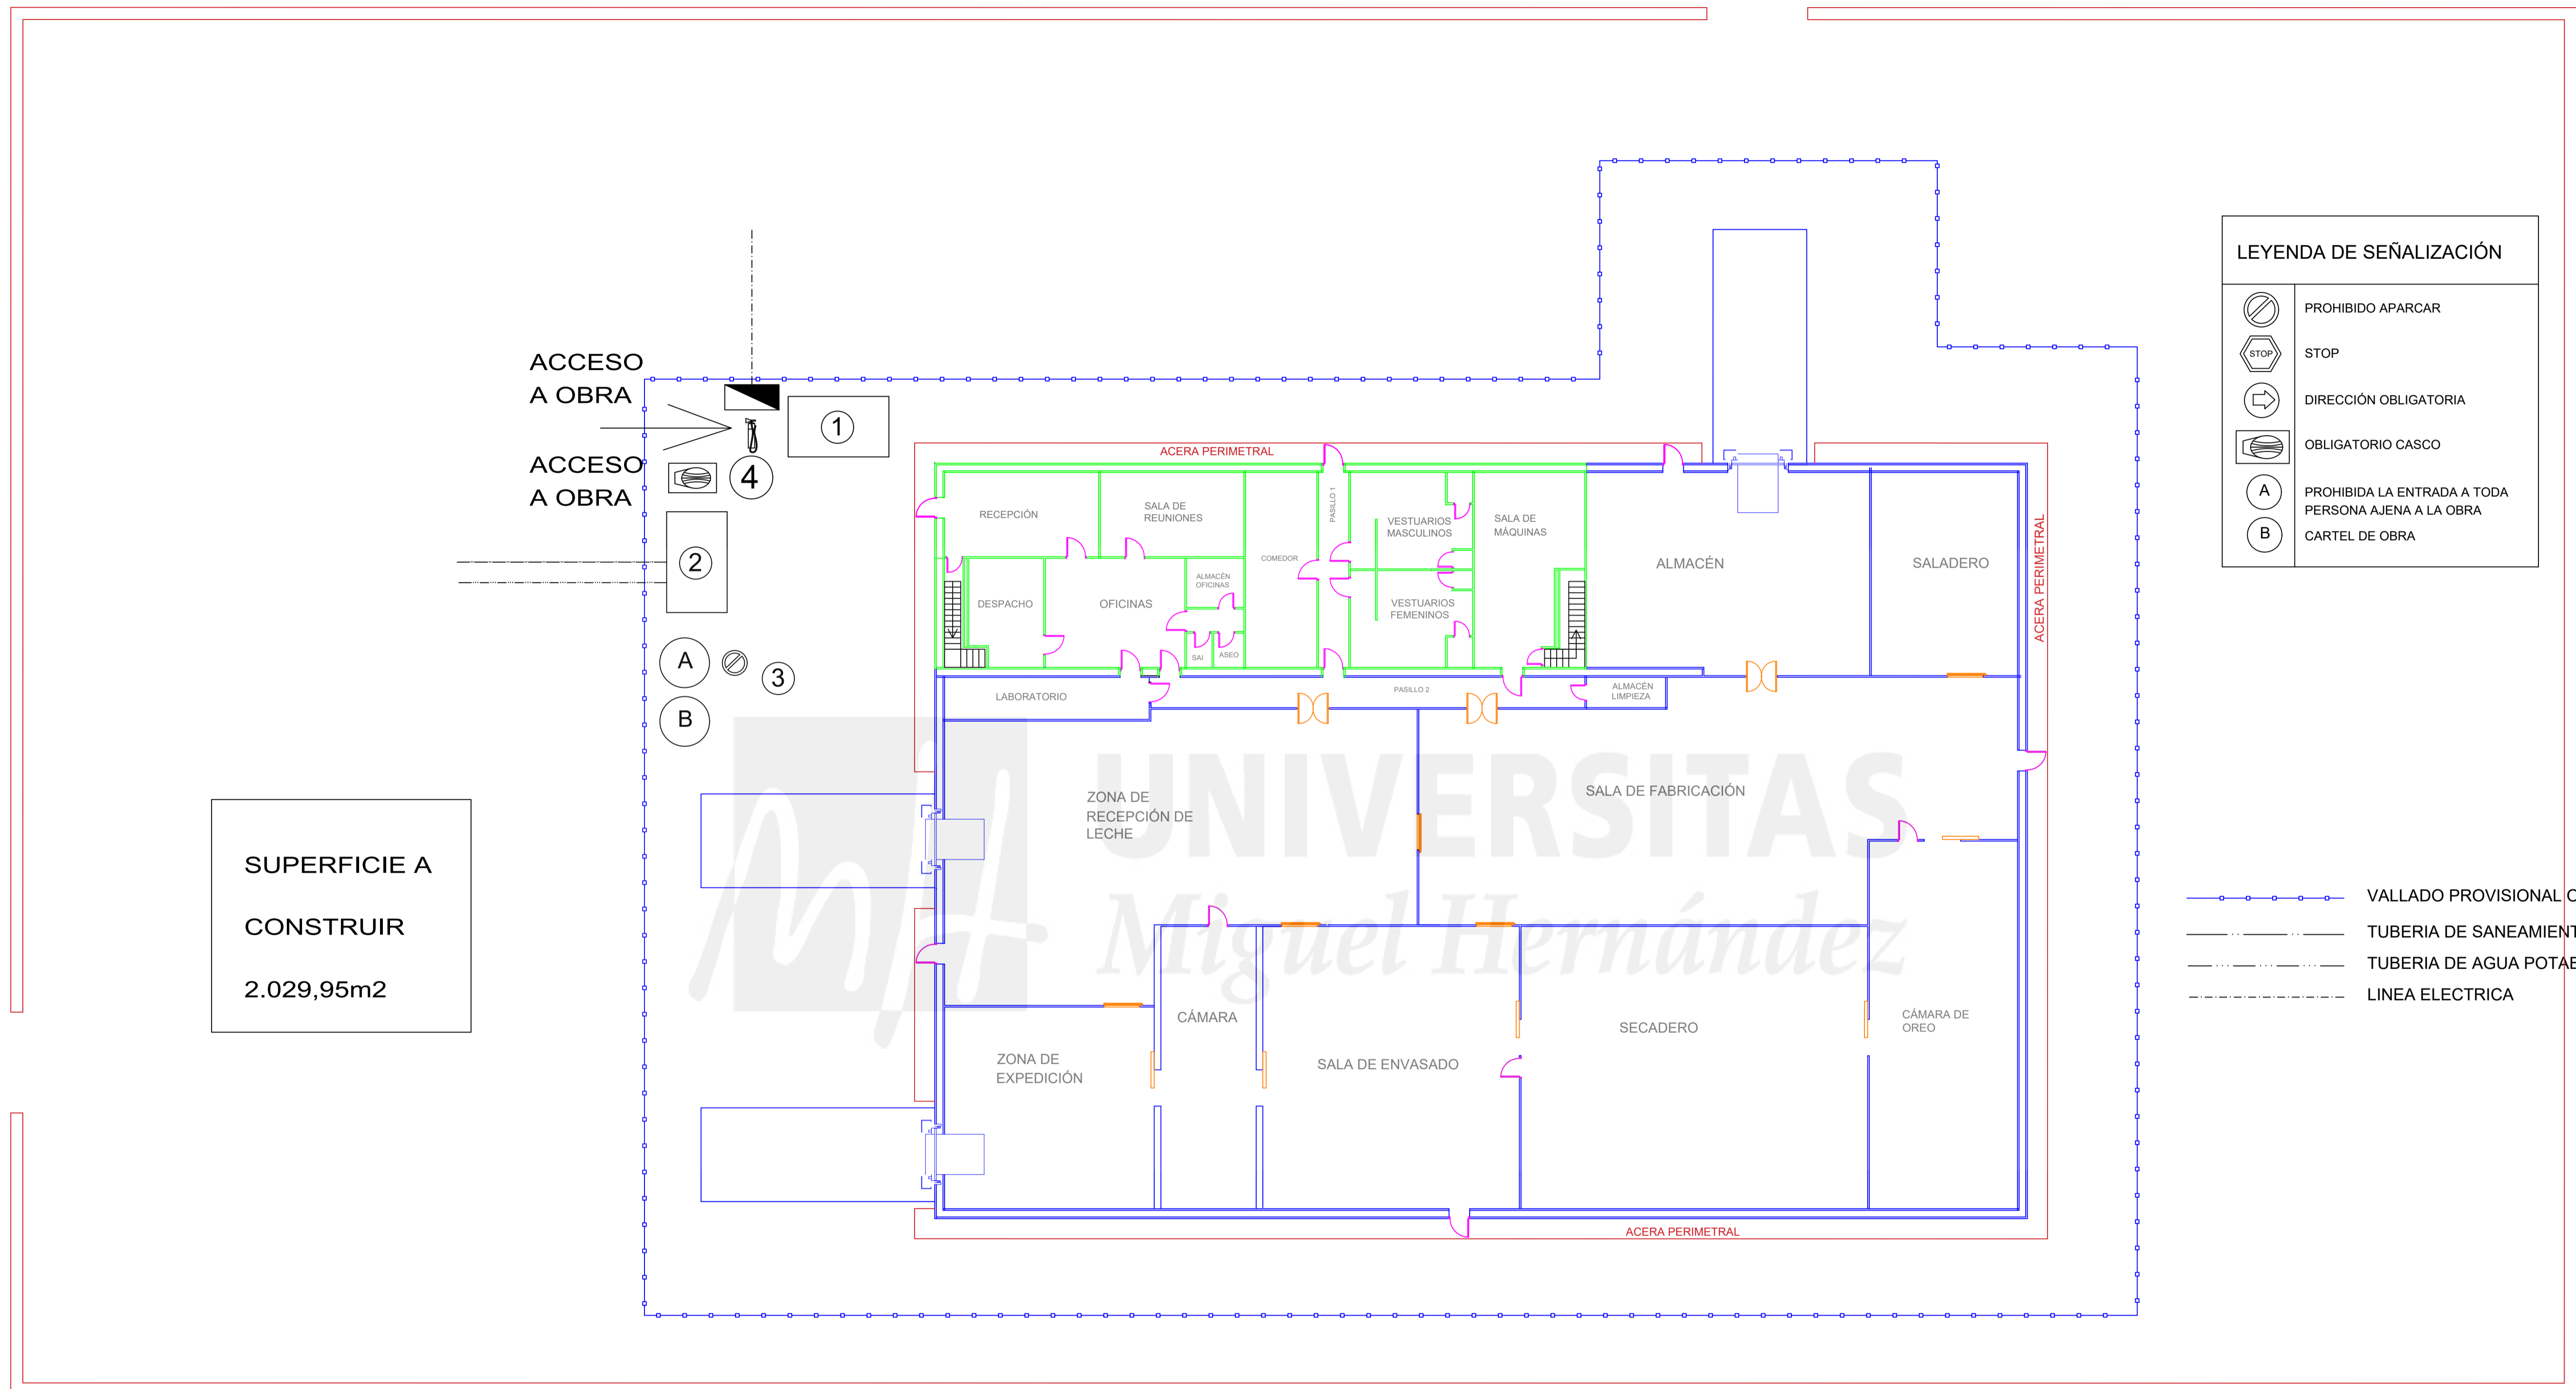 ACCESO
A OBRA
1
ACCESO
A OBRA
4
2
A
3
B
SUPERFICIE A
CONSTRUIR
2.029,95m2
ACERA PERIMETRAL
RECEPCIÓN
SALA DE
REUNIONES
COMEDOR
PASILLO 1
VESTUARIOS
MASCULINOS
SALA DE
MÁQUINAS
ALMACÉN
SALADERO
ACERA PERIMETRAL
DESPACHO
OFICINAS
ALMACÉN
OFICINAS
SAI
ASEO
VESTUARIOS
FEMENINOS
LABORATORIO
PASILLO 2
ALMACÉN
LIMPIEZA
ZONA DE
RECEPCIÓN DE
LECHE
SALA DE FABRICACIÓN
UNIVERSITAS
Miguel Hernández
CÁMARA
ZONA DE
EXPEDICIÓN
SALA DE ENVASADO
SECADERO
CÁMARA DE
OREO
ACERA PERIMETRAL
LEYENDA DE SEÑALIZACIÓN
PROHIBIDO APARCAR
STOP STOP
DIRECCIÓN OBLIGATORIA
OBLIGATORIO CASCO
A PROHIBIDA LA ENTRADA A TODA
PERSONA AJENA A LA OBRA
B CARTEL DE OBRA
VALLADO PROVISIONAL
TUBERIA DE
TUBERIA DE AGUA
LINEA ELECTRICA